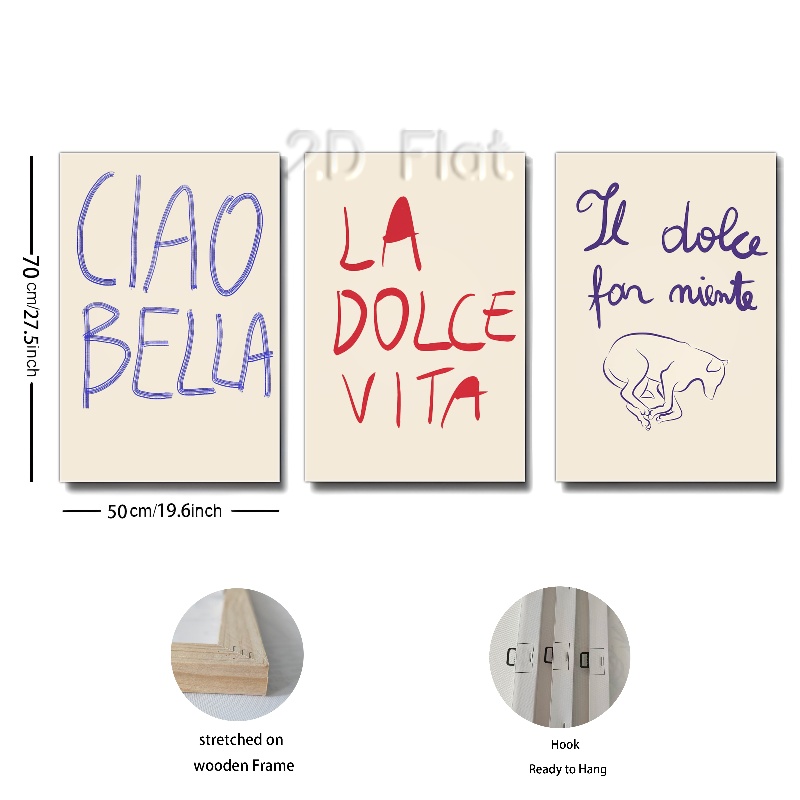 2D Flat
CIAO
BELLA
LA
DOLCE
VITA
Il dolce
far niente
70cm/27.5inch
50cm/19.6inch
stretched on
wooden Frame
Hook
Ready to Hang